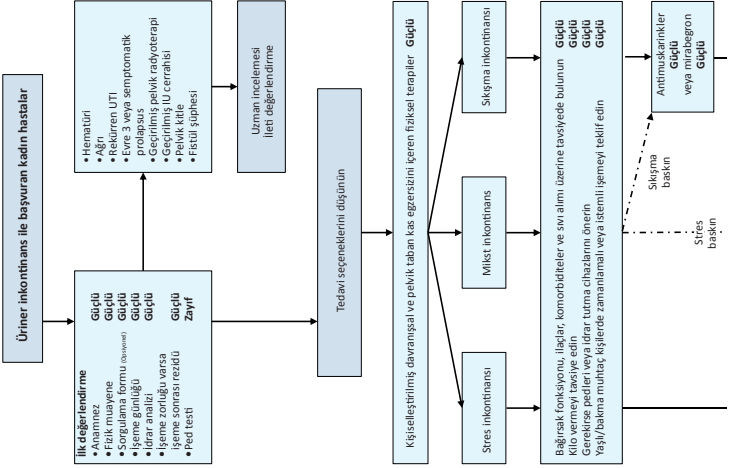 Üriner inkontinans ile başvuran kadın hastalar
İlk değerlendirme
• Anamnez Güçlü
• Fizik muayene Güçlü
• Sorgulama formu (Opsiyonel) Güçlü
• İşeme günlüğü Güçlü
• İdrar analizi Güçlü
• İşeme zorluğu varsa
işeme sonrası rezidü Güçlü
• Ped testi Zayıf
• Hematüri
• Ağrı
• Rekürren UTI
• Evre 3 veya semptomatik
prolapsus
• Geçirilmiş pelvik radyoterapi
• Geçirilmiş IU cerrahisi
• Pelvik kitle
• Fistül şüphesi
Uzman incelemesi
İleti değerlendirme
Tedavi seçeneklerini düşünün
Kişiselleştirilmiş davranışsal ve pelvik taban kas egzersizini içeren fiziksel terapiler Güçlü
Stres inkontinansı
Mikst inkontinans
Sıkışma inkontinansı
Bağırsak fonksiyonu, ilaçlar, komorbiditeler ve sıvı alımı üzerine tavsiyede bulunun Güçlü
Kilo vermeyi tavsiye edin Güçlü
Gerekirse pedleri veya idrar tutma cihazlarını önerin Güçlü
Yaşlı/bakma muhtaç kişilerde zamanlamalı veya istemli işemeyi teklif edin Güçlü
Stres
baskın
Sıkışma
baskın
Antimuskarinkler
Güçlü
veya mirabegron
Güçlü